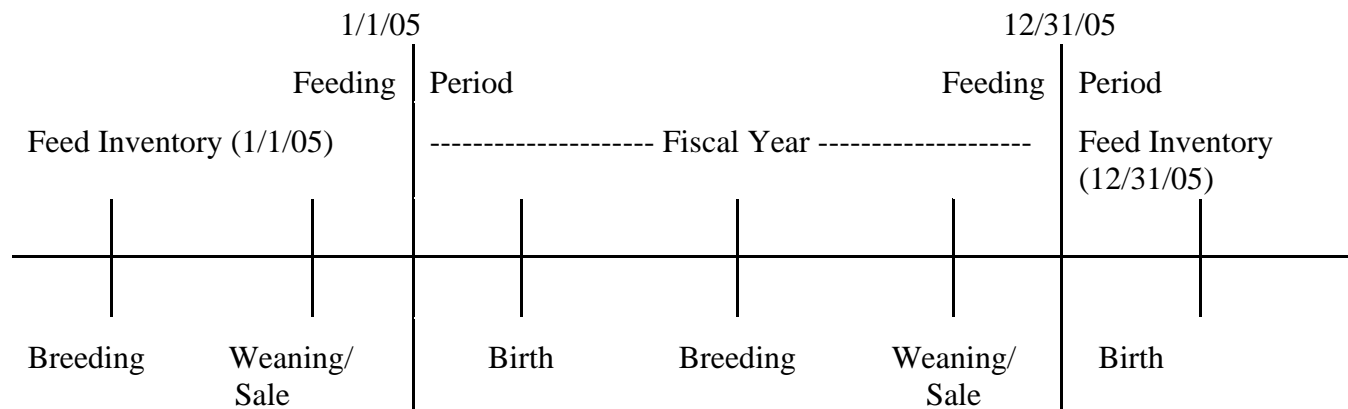 1/1/05 12/31/05
Feeding Period Feeding Period
Feed Inventory (1/1/05) --------------------- Fiscal Year -------------------- Feed Inventory
(12/31/05)
Breeding Weaning/ Birth Breeding Weaning/ Birth
Sale Sale